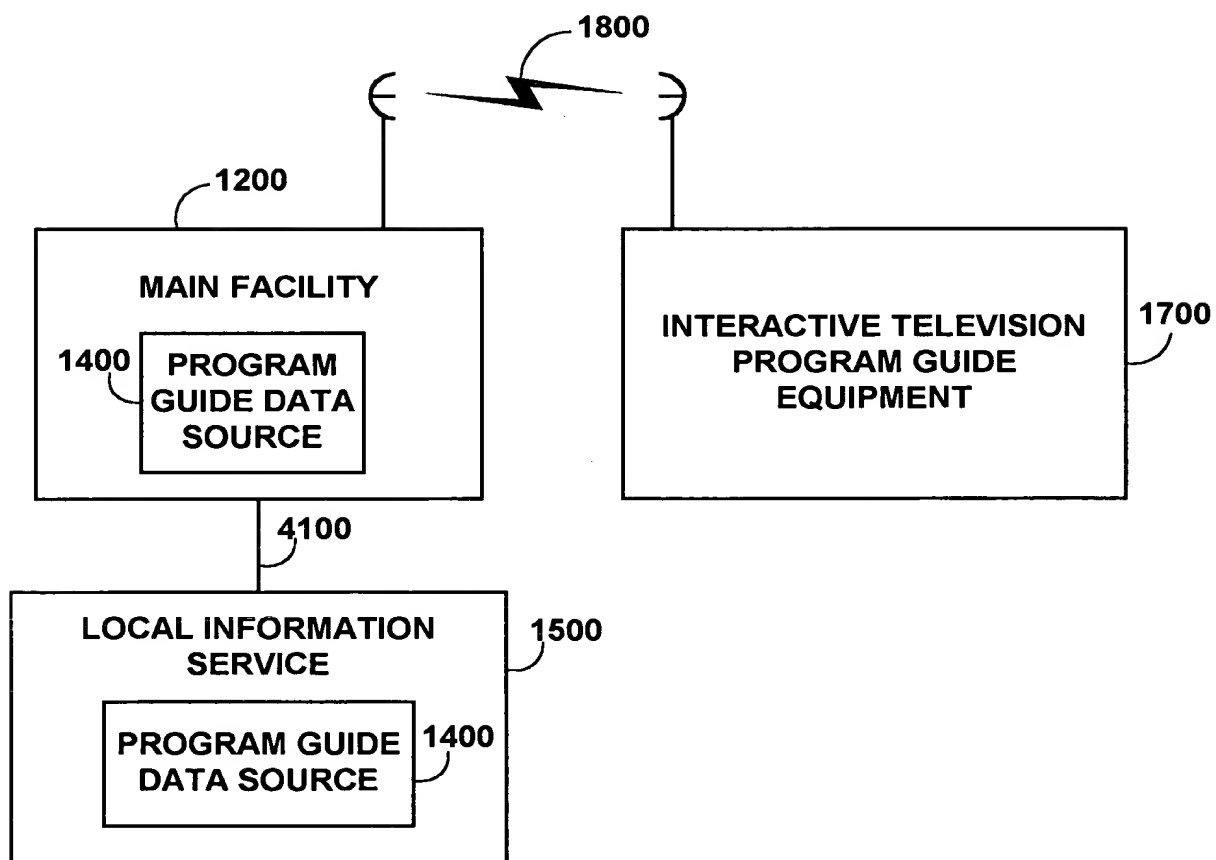 1800
1200
MAIN FACILITY
1400
PROGRAM
GUIDE DATA
SOURCE
INTERACTIVE TELEVISION
PROGRAM GUIDE
EQUIPMENT
1700
4100
LOCAL INFORMATION
SERVICE
1500
PROGRAM GUIDE
DATA SOURCE
1400